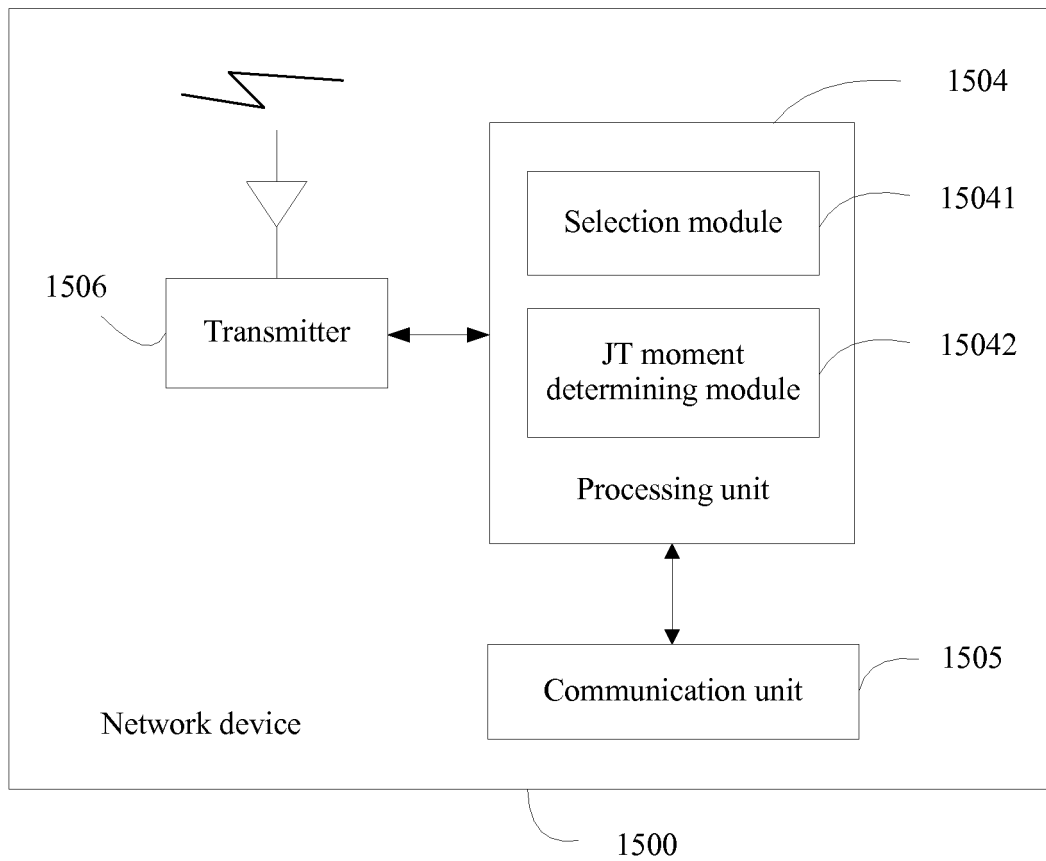 1504
15041
Selection module
1506
Transmitter
15042
JT moment
determining module
Processing unit
1505
Communication unit
Network device
1500